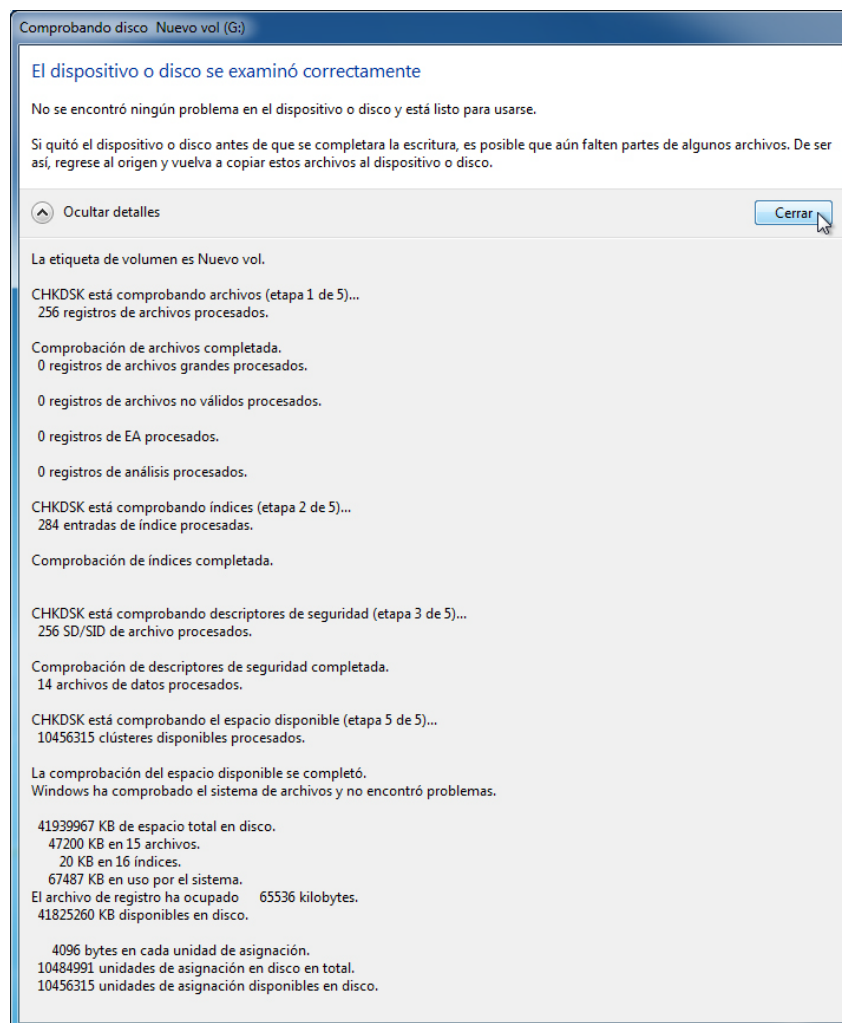 Comprobando disco Nuevo vol (G:)
El dispositivo o disco se examinó correctamente
No se encontró ningún problema en el dispositivo o disco y está listo para usarse.
Si quitó el dispositivo o disco antes de que se completara la escritura, es posible que aún falten partes de algunos archivos. De ser
así, regrese al origen y vuelva a copiar estos archivos al dispositivo o disco.
Ocultar detalles
Cerrar
La etiqueta de volumen es Nuevo vol.
CHKDSK está comprobando archivos (etapa 1 de 5)...
256 registros de archivos procesados.
Comprobación de archivos completada.
0 registros de archivos grandes procesados.
0 registros de archivos no válidos procesados.
0 registros de EA procesados.
0 registros de análisis procesados.
CHKDSK está comprobando índices (etapa 2 de 5)...
284 entradas de índice procesadas.
Comprobación de índices completada.
CHKDSK está comprobando descriptores de seguridad (etapa 3 de 5)...
256 SD/SID de archivo procesados.
Comprobación de descriptores de seguridad completada.
14 archivos de datos procesados.
CHKDSK está comprobando el espacio disponible (etapa 5 de 5)...
10456315 clústeres disponibles procesados.
La comprobación del espacio disponible se completó.
Windows ha comprobado el sistema de archivos y no encontró problemas.
41939967 KB de espacio total en disco.
47200 KB en 15 archivos.
20 KB en 16 índices.
67487 KB en uso por el sistema.
El archivo de registro ha ocupado 65536 kilobytes.
41825260 KB disponibles en disco.
4096 bytes en cada unidad de asignación.
10484991 unidades de asignación en disco en total.
10456315 unidades de asignación disponibles en disco.